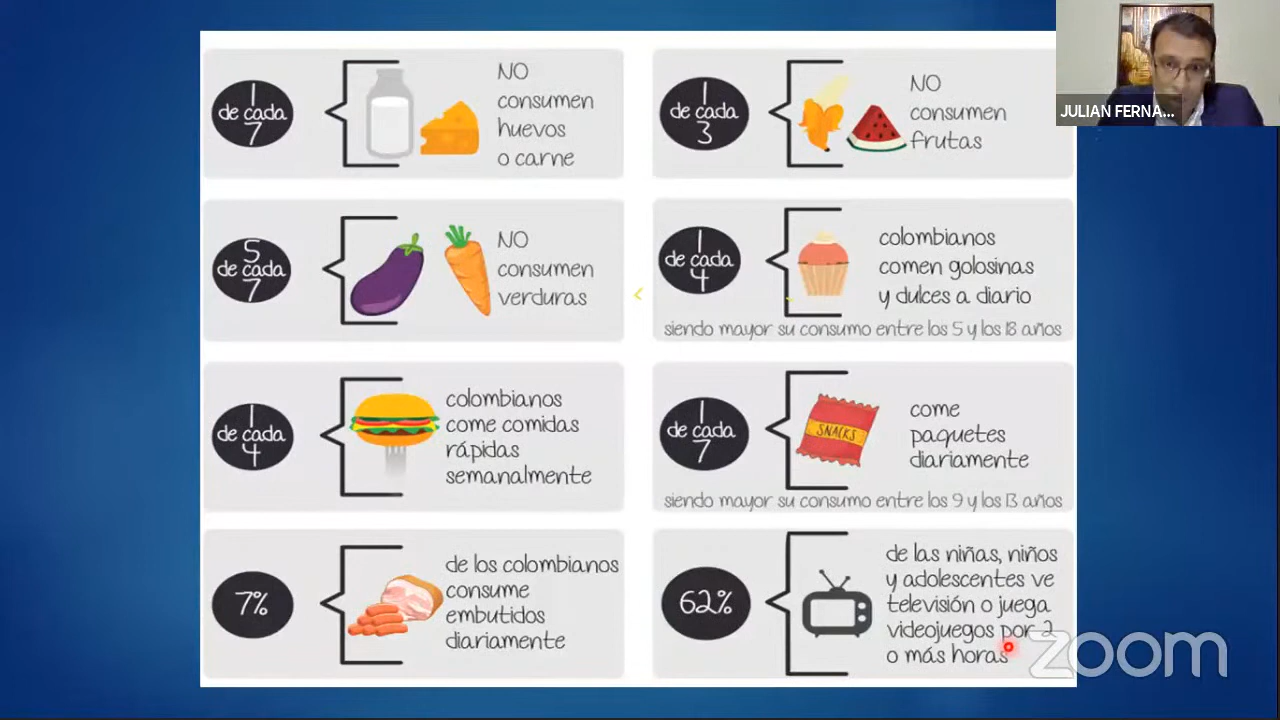 1
de cada
7
NO
consumen
huevos
o carne
1
de cada
3
NO
consumen
frutas
JULIAN FERNA...
5
de cada
7
NO
consumen
verduras
1
de cada
4
colombianos
comen golosinas
y dulces a diario
siendo mayor su consumo entre los 5 y los 18 años
1
de cada
4
colombianos
come comidas
rápidas
semanalmente
1
de cada
7
SNACKS
come
paquetes
diariamente
siendo mayor su consumo entre los 9 y los 13 años
7%
de los colombianos
consume
embutidos
diariamente
62%
de las niñas, niños
y adolescentes ve
televisión o juega
videojuegos por 2
o más horas
zoom